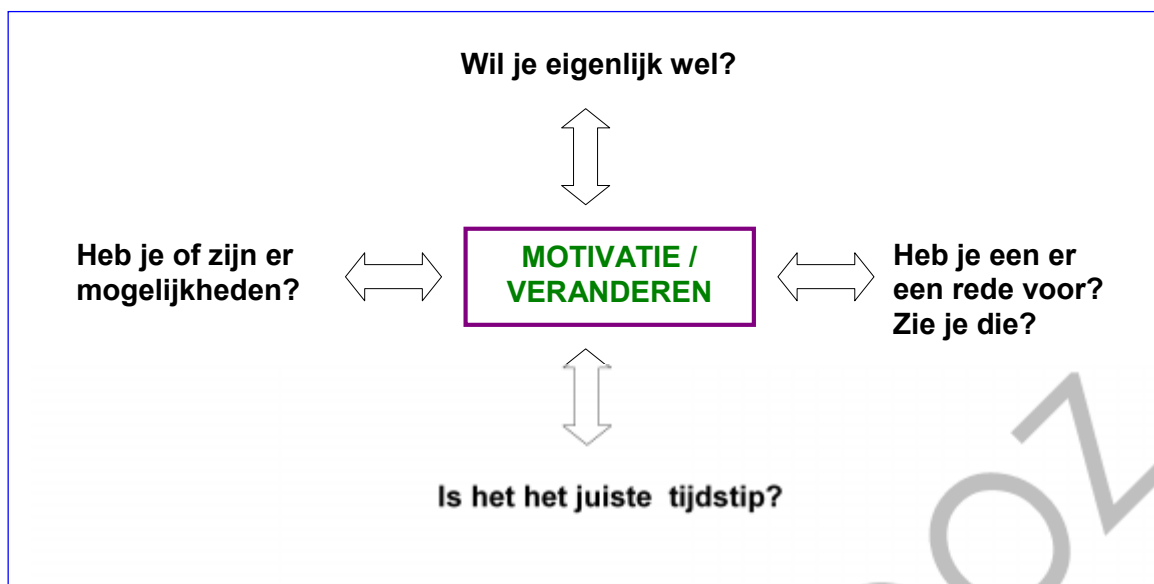 Wil je eigenlijk wel?
Heb je of zijn er
mogelijkheden?
MOTIVATIE /
VERANDEREN
Heb je een er
een rede voor?
Zie je die?
Is het het juiste tijdstip?
OZ